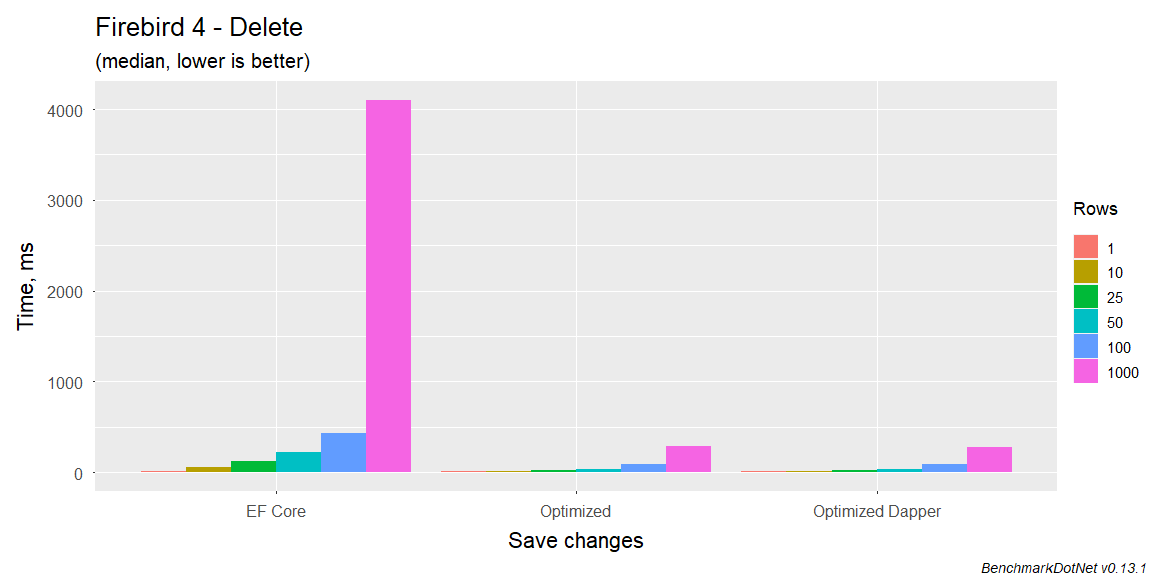 Firebird 4 - Delete
(median, lower is better)
Time, ms
4000
3000
2000
1000
0
EF Core
Optimized
Optimized Dapper
Save changes
Rows
1
10
25
50
100
1000
BenchmarkDotNet v0.13.1